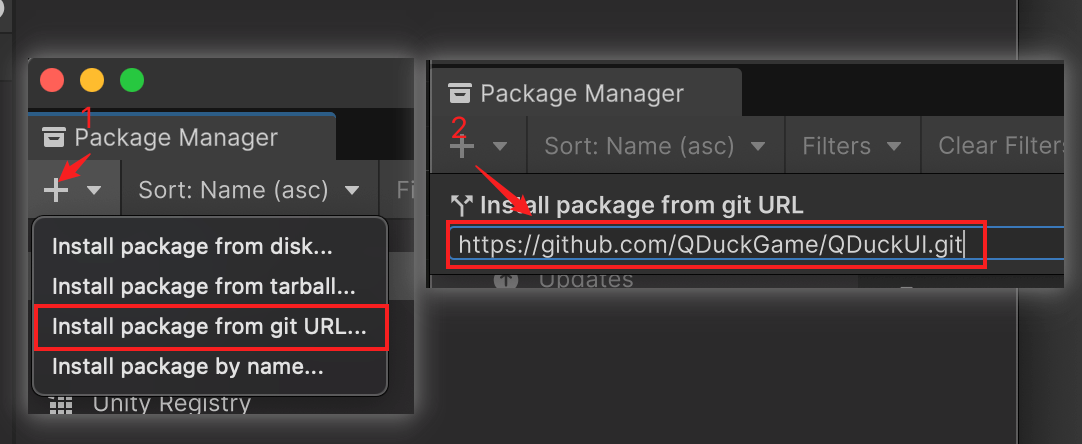 1
Package Manager
Sort: Name (asc)
Fi
Install package from disk...
Install package from tarball...
Install package from git URL...
Install package by name...
Unity Registry
Package Manager
2
Sort: Name (asc)
Filters
Clear Filters
Install package from git URL
https://github.com/QDuckGame/QDuckUI.git
Updates